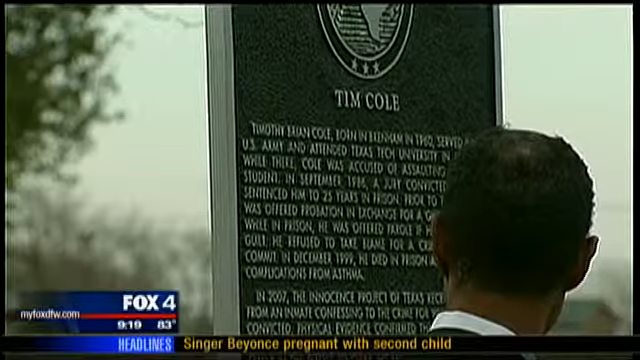 TIM COLE
TIMOTHY BRIAN COLE, BORN IN BRENHAM IN 1960, SERVED
U.S. ARMY AND ATTENDED TEXAS TECH UNIVERSITY IN
WHILE THERE, COLE WAS ACCUSED OF ASSAULTING
STUDENT. IN SEPTEMBER 1986, A JURY CONVICTED
SENTENCED HIM TO 25 YEARS IN PRISON. PRIOR TO
WAS OFFERED PROBATION IN EXCHANGE FOR A
WHILE IN PRISON, HE WAS OFFERED PAROLE IF
GUILT; HE REFUSED TO TAKE BLAME FOR A
COMMIT. IN DECEMBER 1999, HE DIED IN PRISON
COMPLICATIONS FROM ASTHMA.
IN 2007, THE INNOCENCE PROJECT OF TEXAS
FROM AN INMATE CONFESSING TO THE CRIME FOR
CONVICTED. PHYSICAL EVIDENCE CONFIRMED
FOX 4
myfoxdfw.com
9:19 83°
HEADLINES Singer Beyonce pregnant with second child